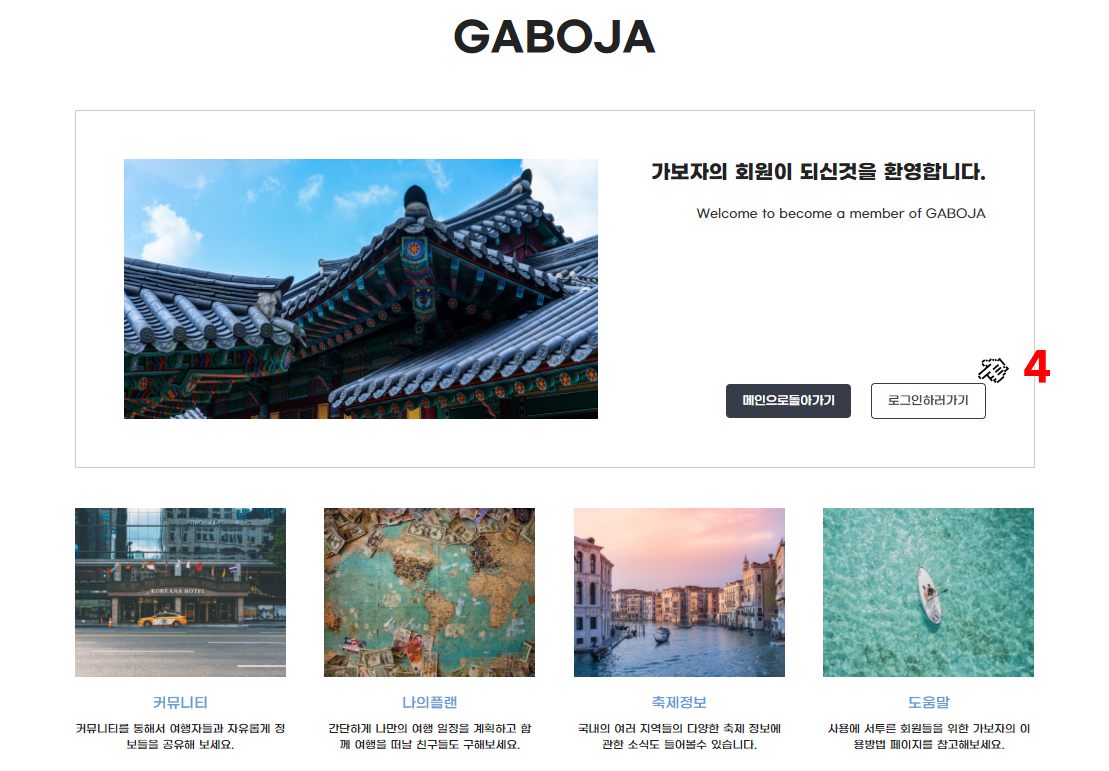 GABOJA
가보자의 회원이 되신것을 환영합니다.
Welcome to become a member of GABOJA
4
메인으로돌아가기
로그인하러가기
KOREANA HOTEL
커뮤니티
나의플랜
축제정보
도움말
커뮤니티를 통해서 여행자들과 자유롭게 정
보들을 공유해 보세요.
간단하게 나만의 여행 일정을 계획하고 함
께 여행을 떠날 친구들도 구해보세요.
국내의 여러 지역들의 다양한 축제 정보에
관한 소식도 들어볼수 있습니다.
사용에 서투른 회원들을 위한 가보자의 이
용방법 페이지를 참고해보세요.